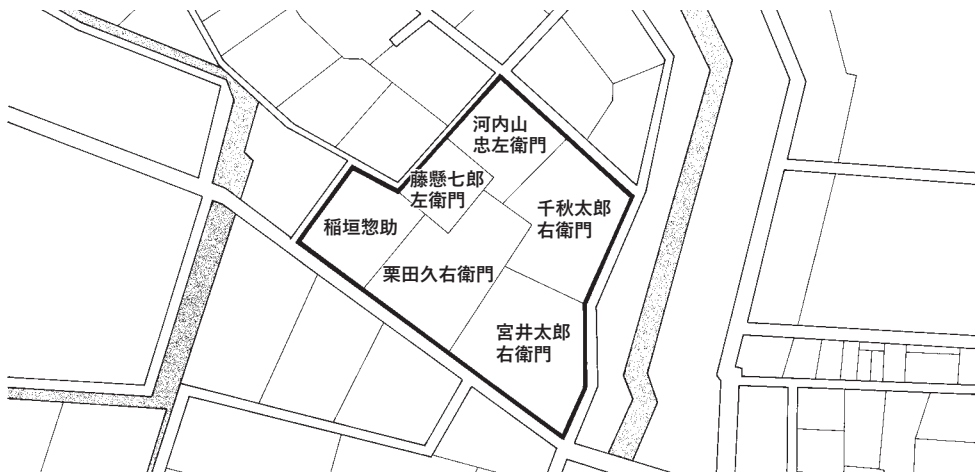 河内山
忠左衛門
藤懸七郎
左衛門
千秋太郎
右衛門
稲垣惣助
栗田久右衛門
宮井太郎
右衛門